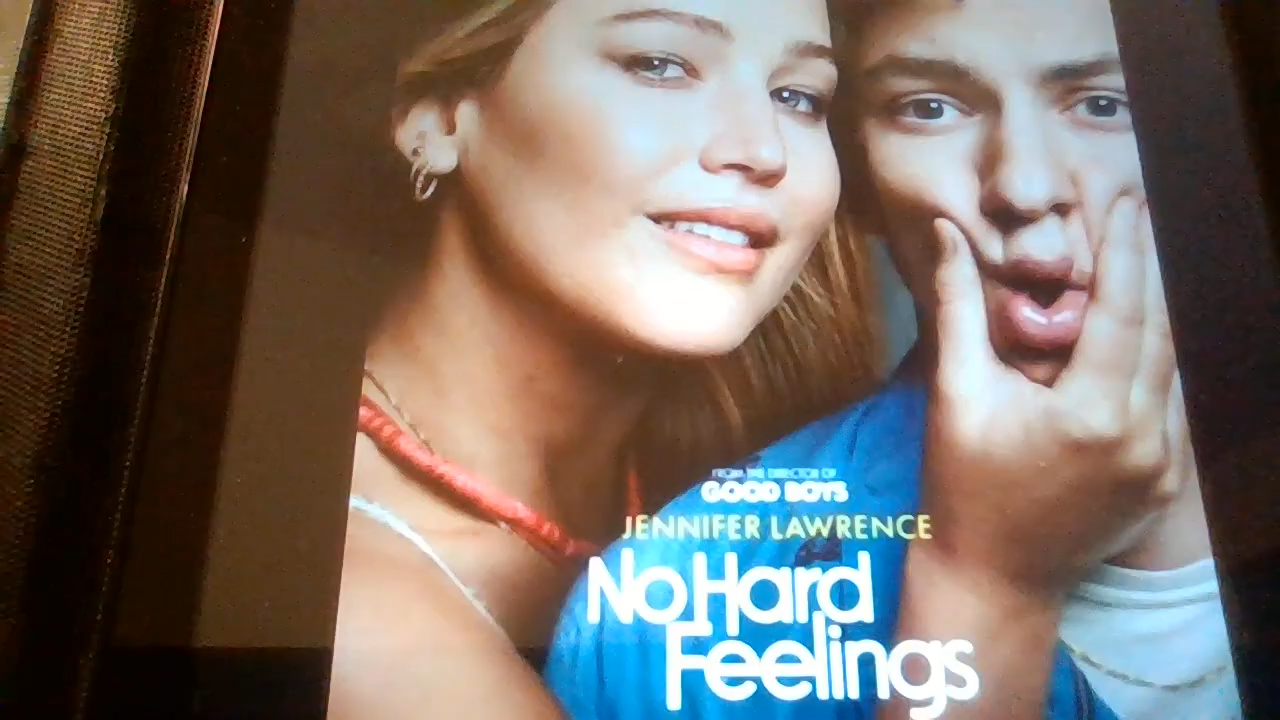 FROM THE DIRECTOR OF
GOOD BOYS
JENNIFER LAWRENCE
No Hard
Feelings